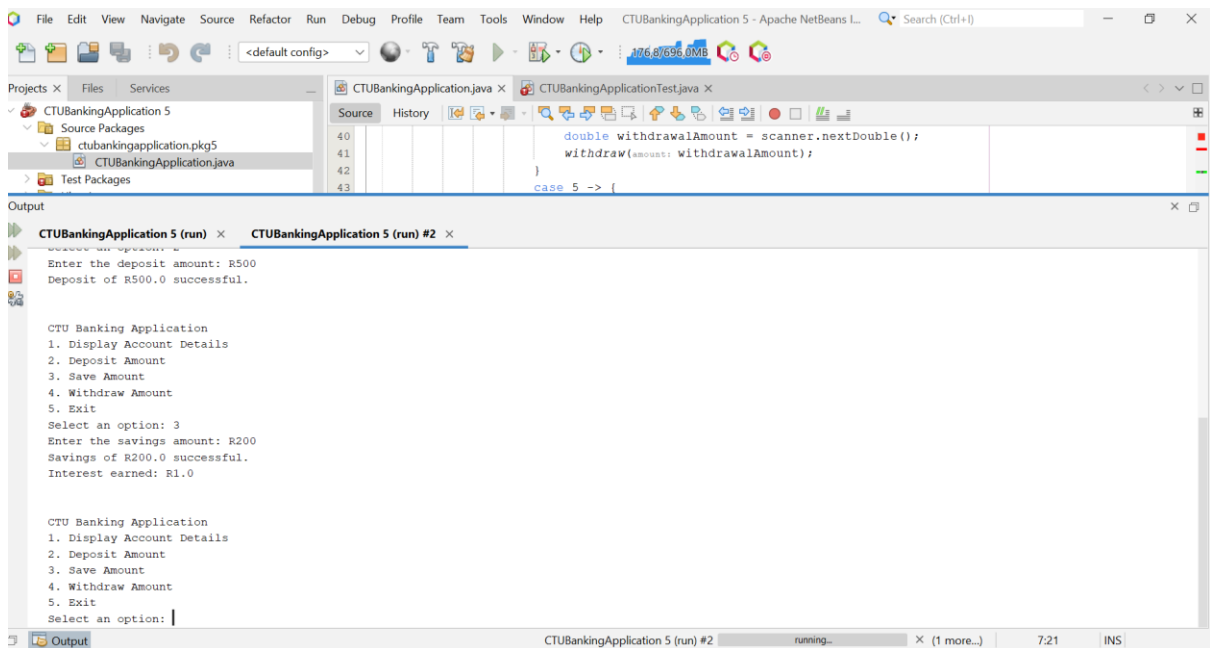 File Edit View Navigate Source Refactor Run Debug Profile Team Tools Window Help CTUBankingApplication 5 - Apache NetBeans I... Search (Ctrl+I)
<default config> 176,8/696,0MB
Projects × Files Services
CTUBankingApplication.java × CTUBankingApplicationTest.java ×
CTUBankingApplication 5
Source Packages
ctubankingapplication.pkg5
CTUBankingApplication.java
Test Packages
Source History
40 double withdrawalAmount = scanner.nextDouble();
41 withdraw(amount: withdrawalAmount);
42 }
43 case 5 -> {
Output
CTUBankingApplication 5 (run) × CTUBankingApplication 5 (run) #2 ×
Select an option: 2
Enter the deposit amount: R500
Deposit of R500.0 successful.
CTU Banking Application
1. Display Account Details
2. Deposit Amount
3. Save Amount
4. Withdraw Amount
5. Exit
Select an option: 3
Enter the savings amount: R200
Savings of R200.0 successful.
Interest earned: R1.0
CTU Banking Application
1. Display Account Details
2. Deposit Amount
3. Save Amount
4. Withdraw Amount
5. Exit
Select an option:
Output CTUBankingApplication 5 (run) #2 running... × (1 more...) 7:21 INS